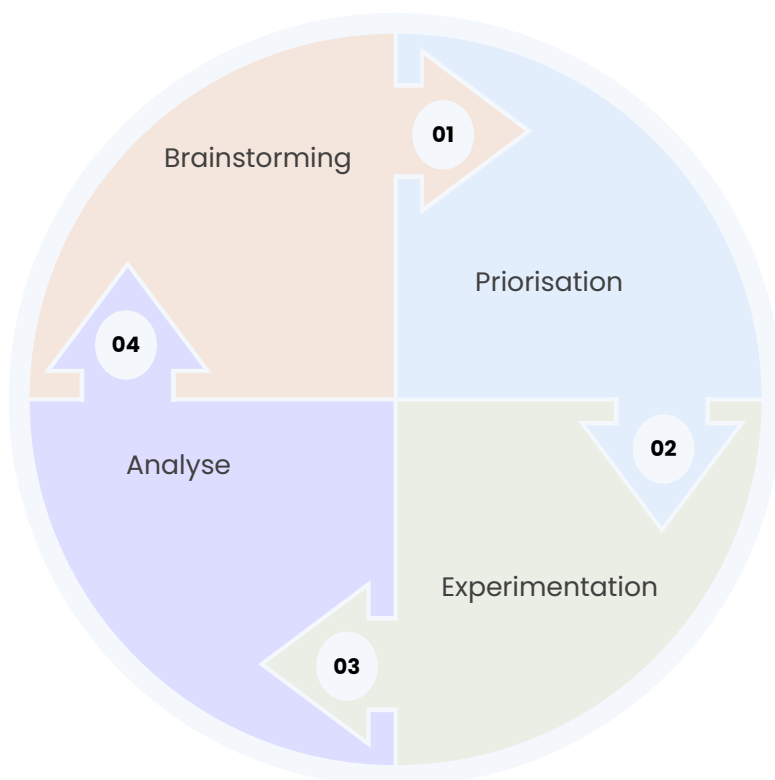 Brainstorming
01
Priorisation
02
Experimentation
03
Analyse
04